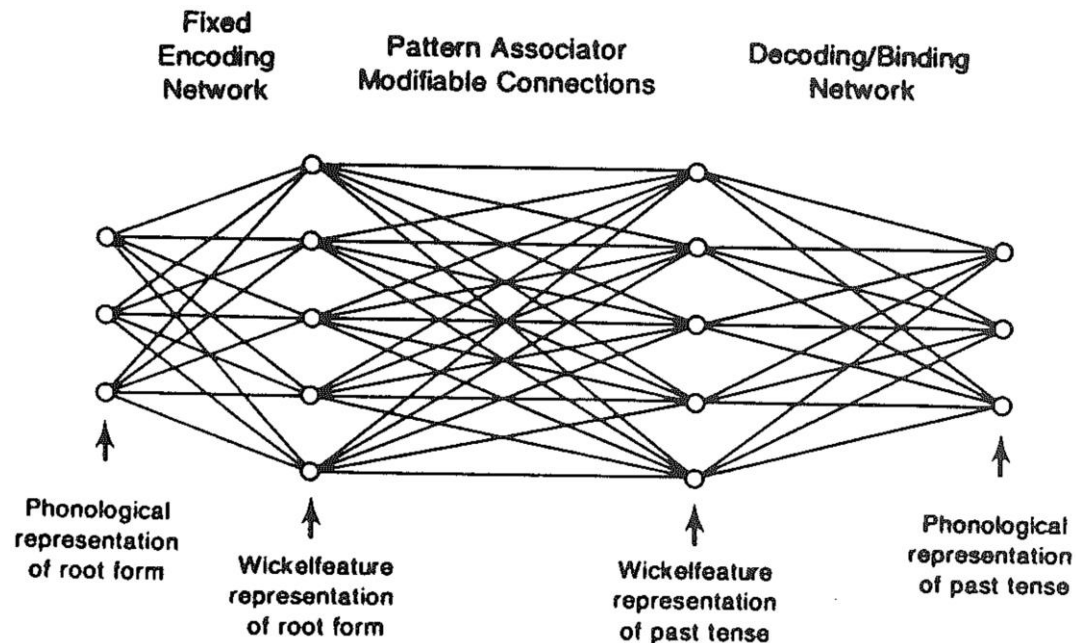 Fixed
Encoding
Network
Pattern Associator
Modifiable Connections
Decoding/Binding
Network
Phonological
representation
of root form
Wickelfeature
representation
of root form
Wickelfeature
representation
of past tense
Phonological
representation
of past tense